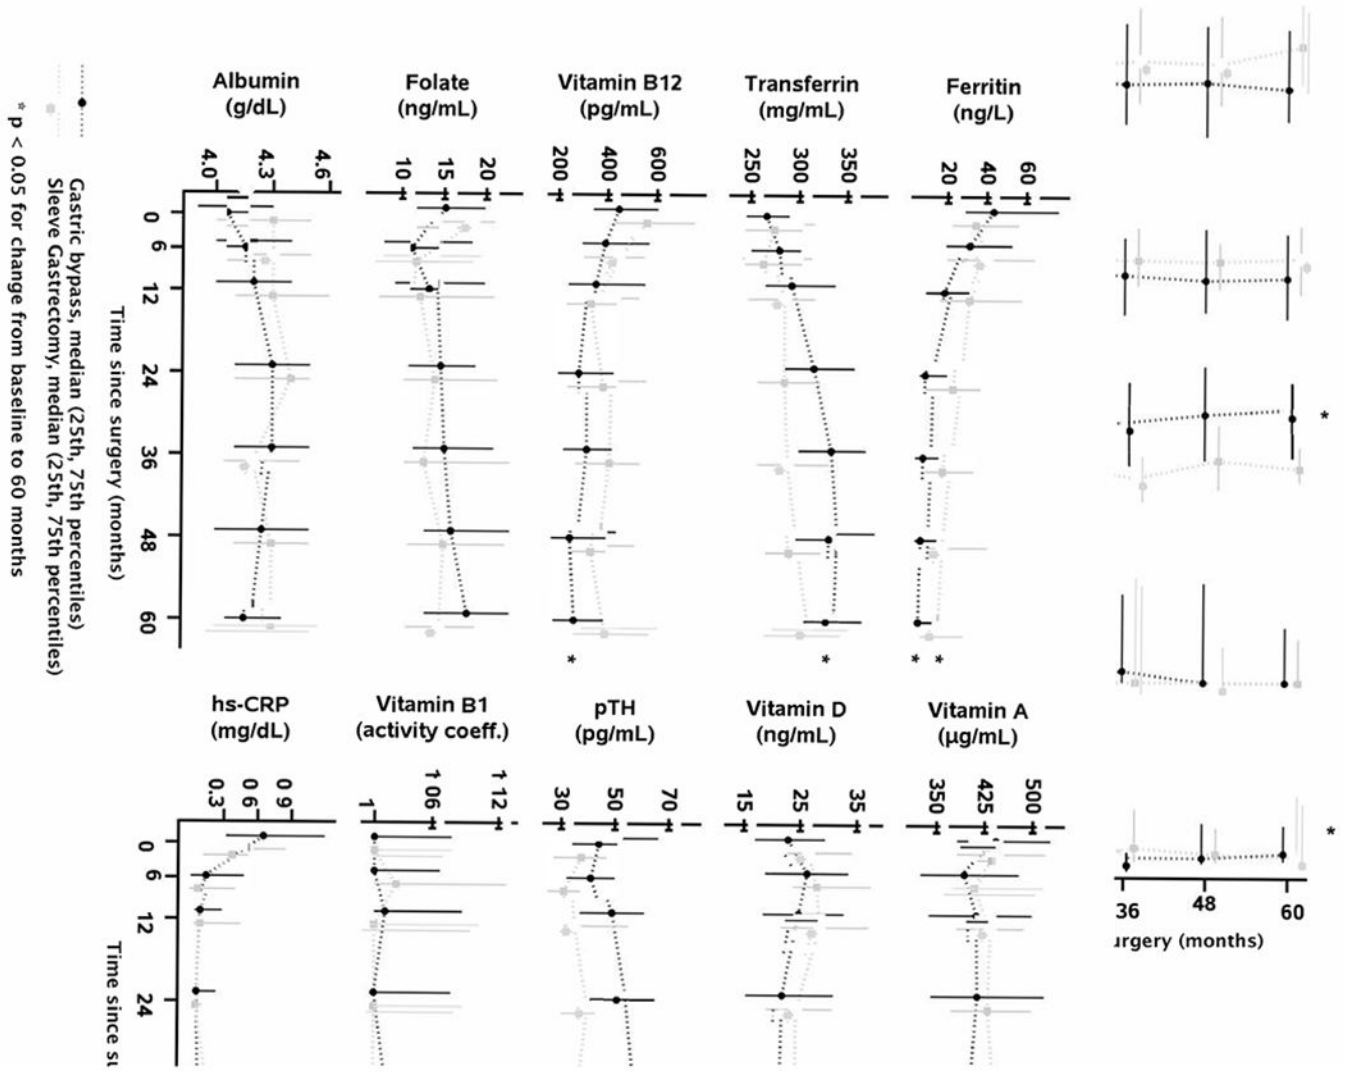 Albumin
(g/dL)
4.0
4.3
4.6
Folate
(ng/mL)
10
15
20
Vitamin B12
(pg/mL)
200
400
600
Transferrin
(mg/mL)
250
300
350
Ferritin
(ng/L)
20
40
60
0
6
12
24
36
48
60
Time since surgery (months)
*
*
*
*
Gastric bypass, median (25th, 75th percentiles)
Sleeve Gastrectomy, median (25th, 75th percentiles)
* p < 0.05 for change from baseline to 60 months
hs-CRP
(mg/dL)
0.3
0 6
0 9
Vitamin B1
(activity coeff.)
1
1 06
1 12
pTH
(pg/mL)
30
50
70
Vitamin D
(ng/mL)
15
25
35
Vitamin A
(µg/mL)
350
425
500
0
6
12
24
Time since su
*
*
36
48
60
urgery (months)